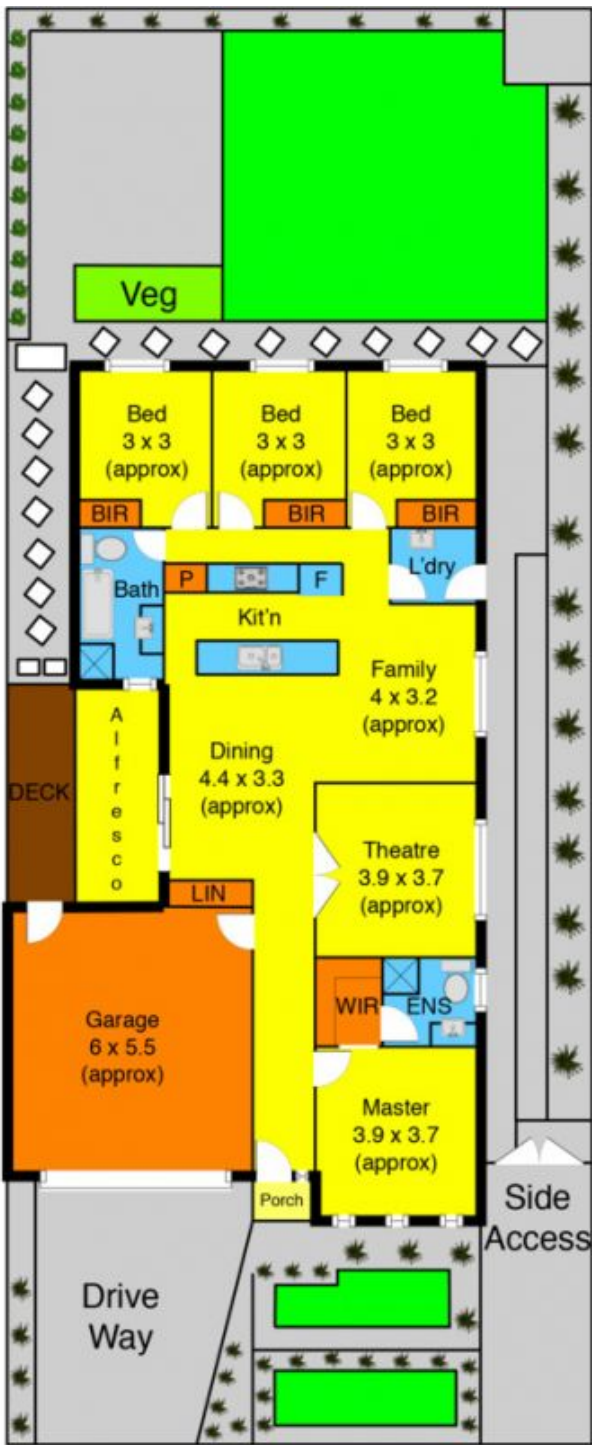 Veg
Bed
3 x 3
(approx)
Bed
3 x 3
(approx)
Bed
3 x 3
(approx)
BIR
BIR
BIR
Bath
P
F
L'dry
Kit'n
Family
4 x 3.2
(approx)
Alfresco
DECK
Dining
4.4 x 3.3
(approx)
Theatre
3.9 x 3.7
(approx)
LIN
WIR
ENS
Garage
6 x 5.5
(approx)
Master
3.9 x 3.7
(approx)
Porch
Side
Access
Drive
Way